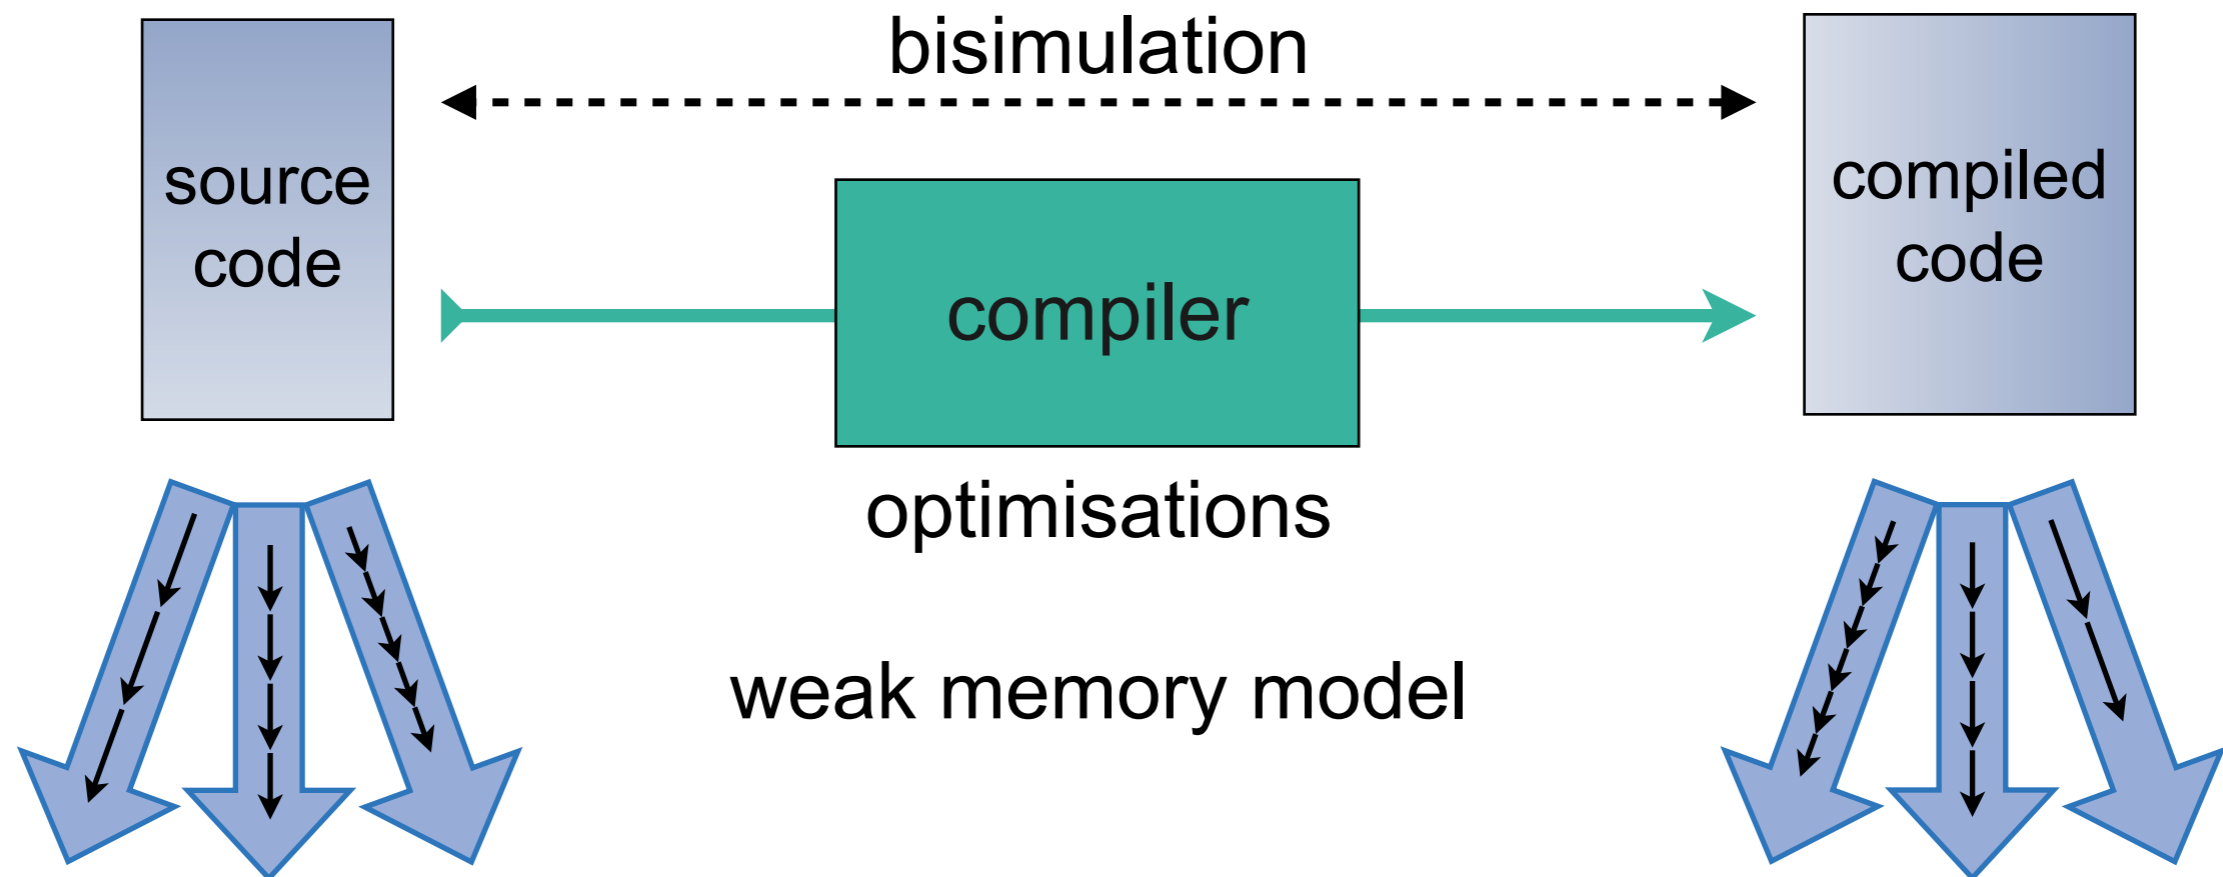 bisimulation
source
code
compiler
compiled
code
optimisations
weak memory model